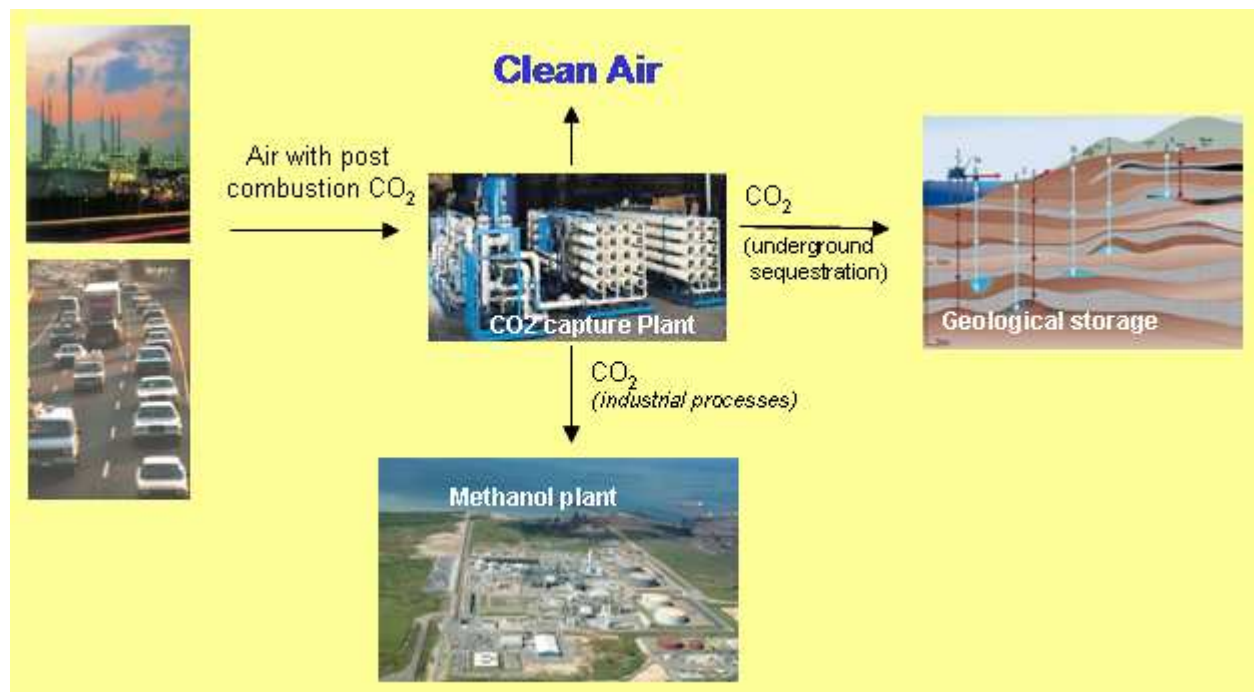 Clean Air
Air with post
combustion CO₂
CO₂
(underground
sequestration)
CO2 capture Plant
Geological storage
CO₂
(industrial processes)
Methanol plant